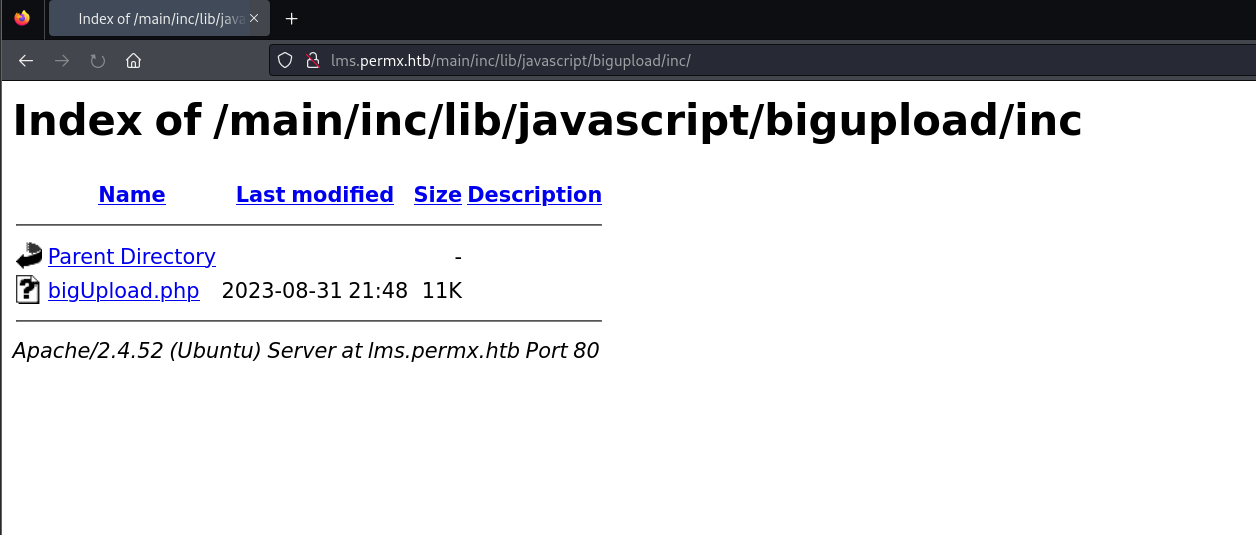 Index of /main/inc/lib/java
lms.permx.htb/main/inc/lib/javascript/bigupload/inc/
Index of /main/inc/lib/javascript/bigupload/inc
Name Last modified Size Description
Parent Directory -
bigUpload.php 2023-08-31 21:48 11K
Apache/2.4.52 (Ubuntu) Server at lms.permx.htb Port 80